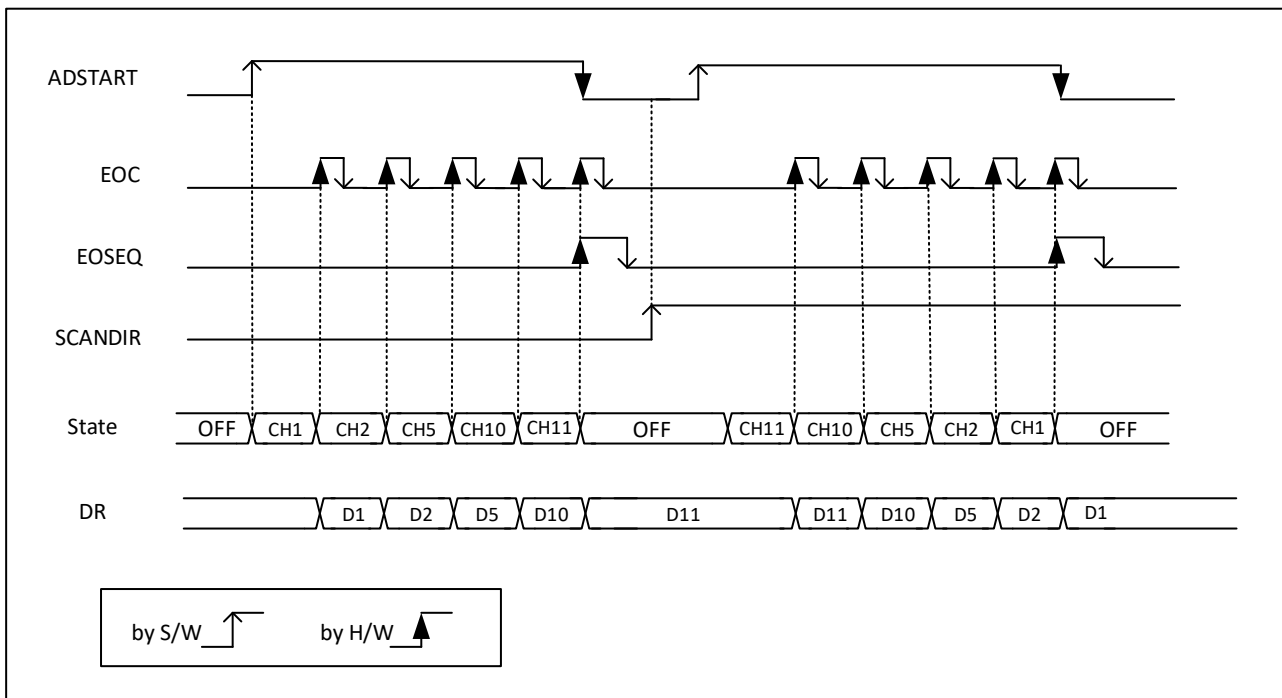 ADSTART
EOC
EOSEQ
SCANDIR
State OFF CH1 CH2 CH5 CH10 CH11 OFF CH11 CH10 CH5 CH2 CH1 OFF
DR D1 D2 D5 D10 D11 D11 D10 D5 D2 D1
by S/W by H/W